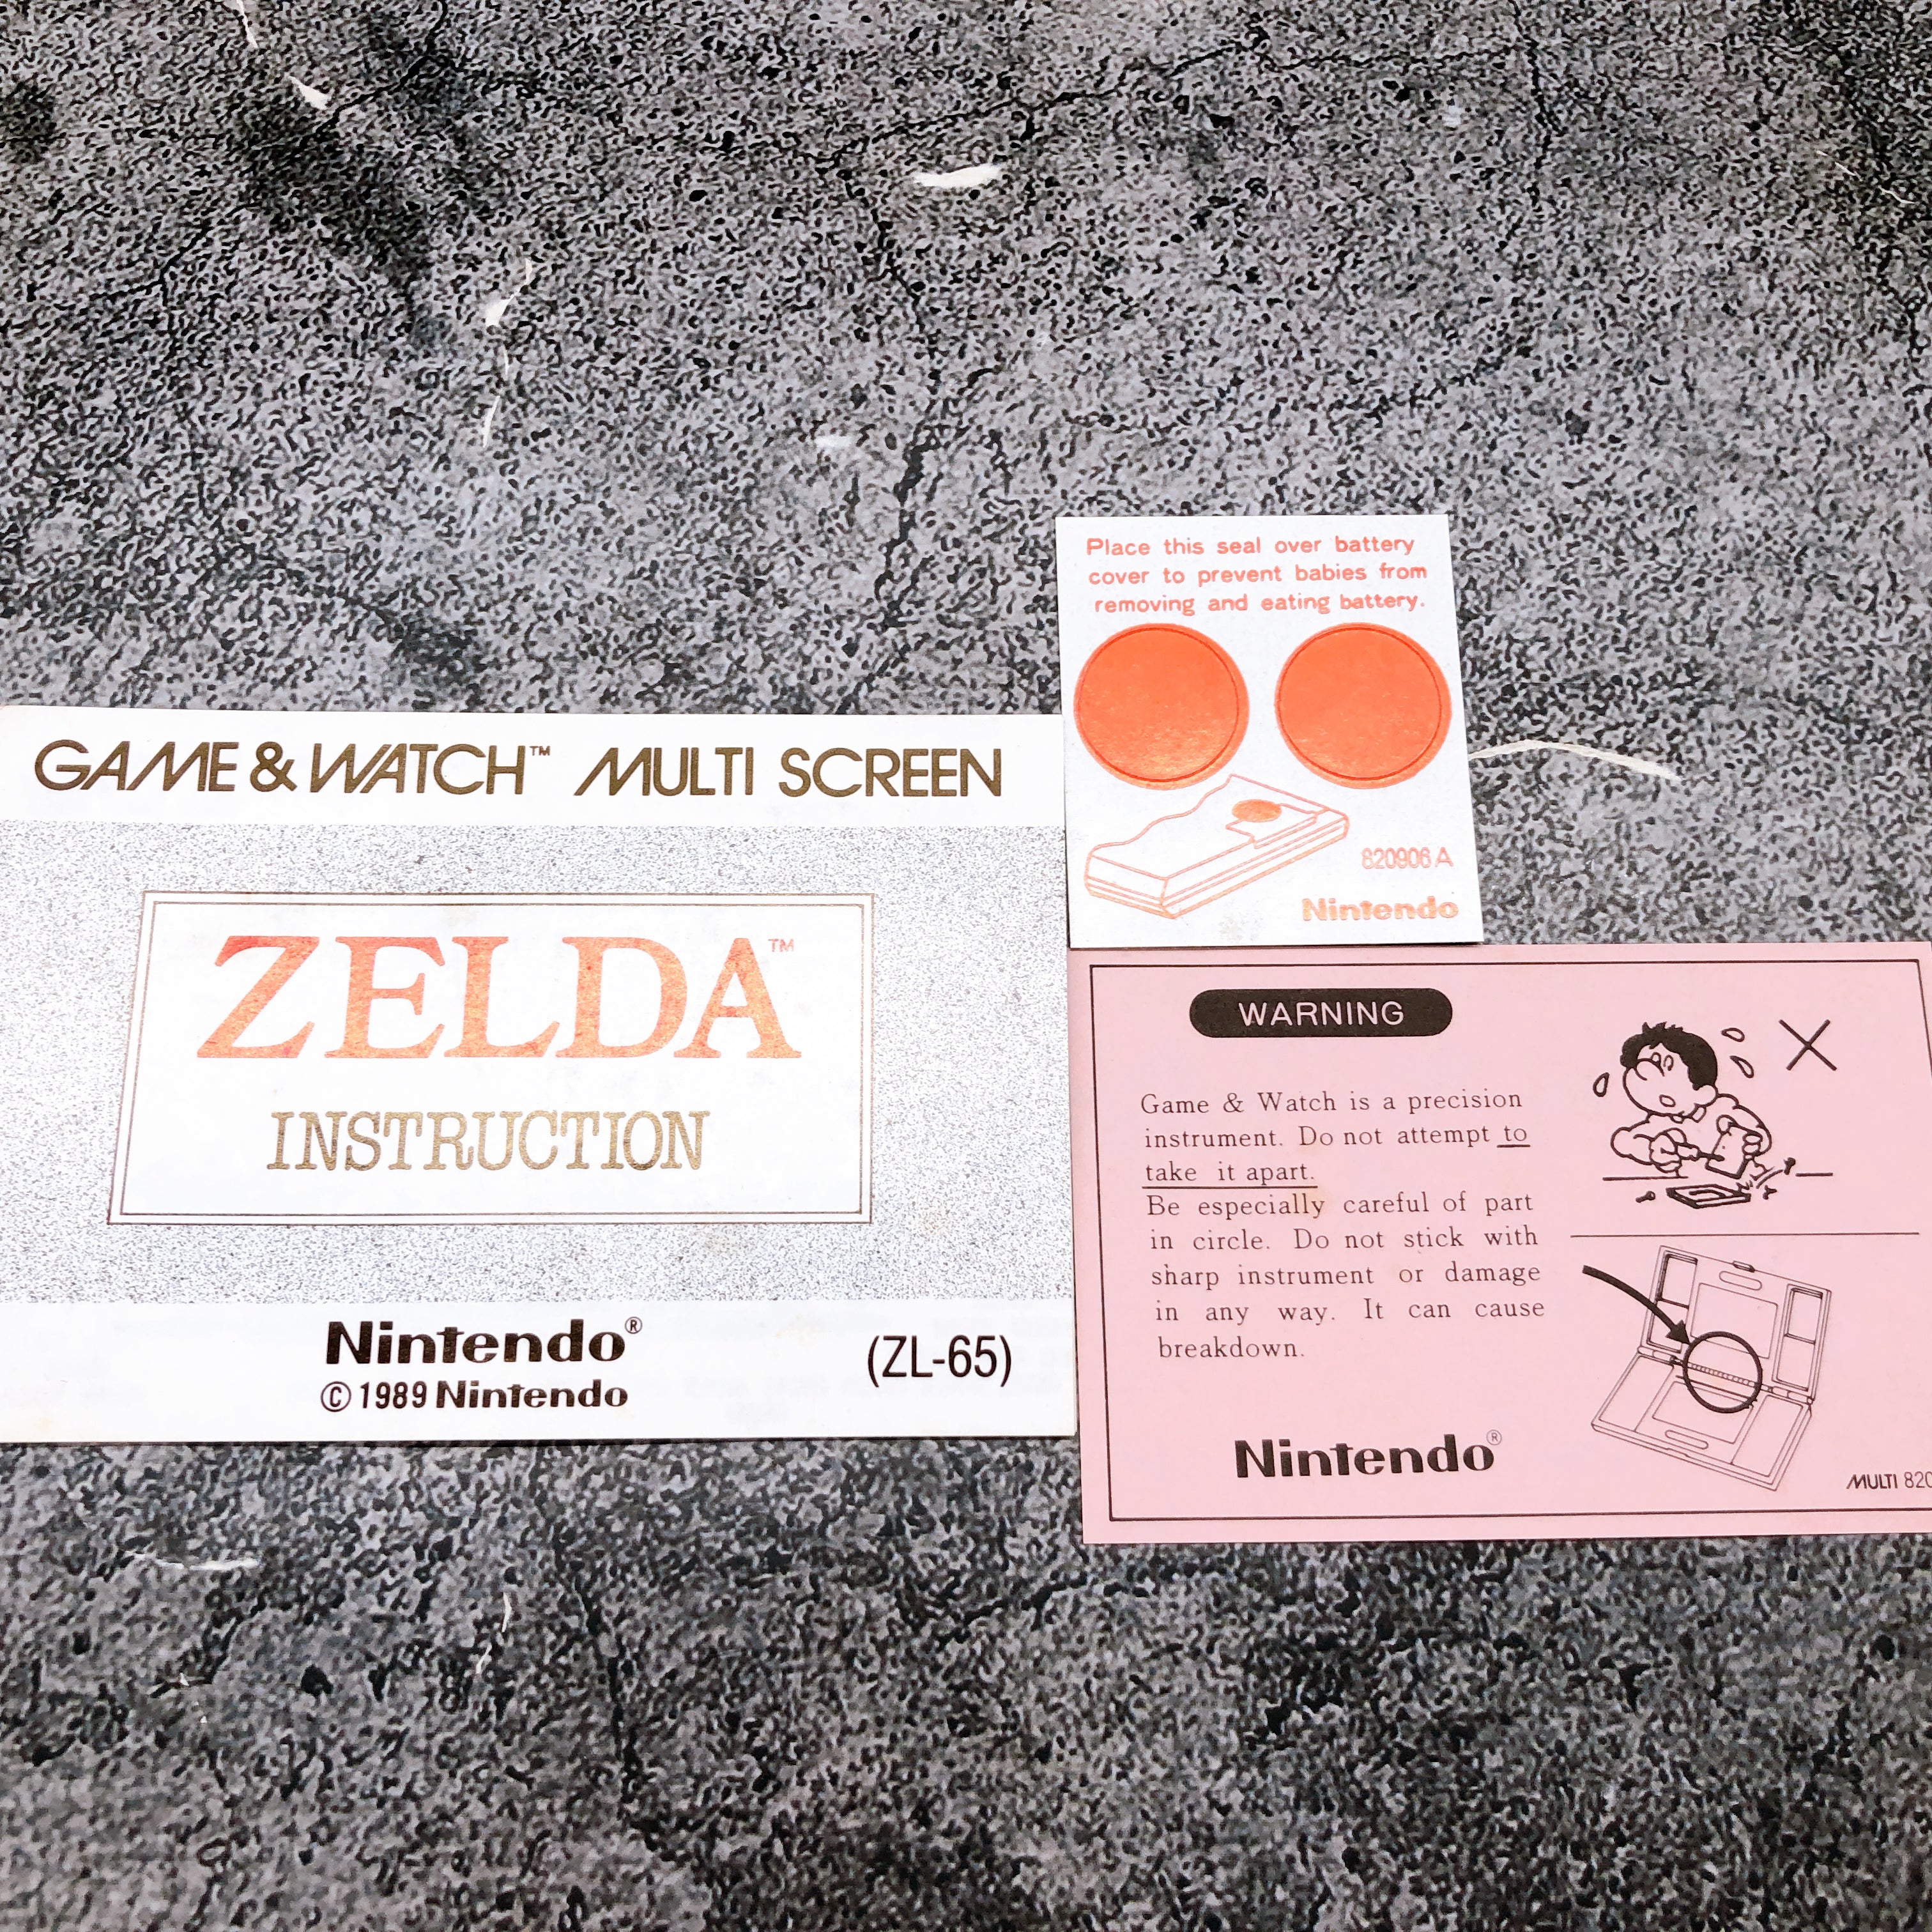 GAME & WATCH™ MULTI SCREEN
ZELDA™
INSTRUCTION
Nintendo®
© 1989 Nintendo
(ZL-65)
Place this seal over battery
cover to prevent babies from
removing and eating battery.
820906 A
Nintendo
WARNING
Game & Watch is a precision
instrument. Do not attempt to
take it apart.
Be especially careful of part
in circle. Do not stick with
sharp instrument or damage
in any way. It can cause
breakdown.
Nintendo®
MULTI